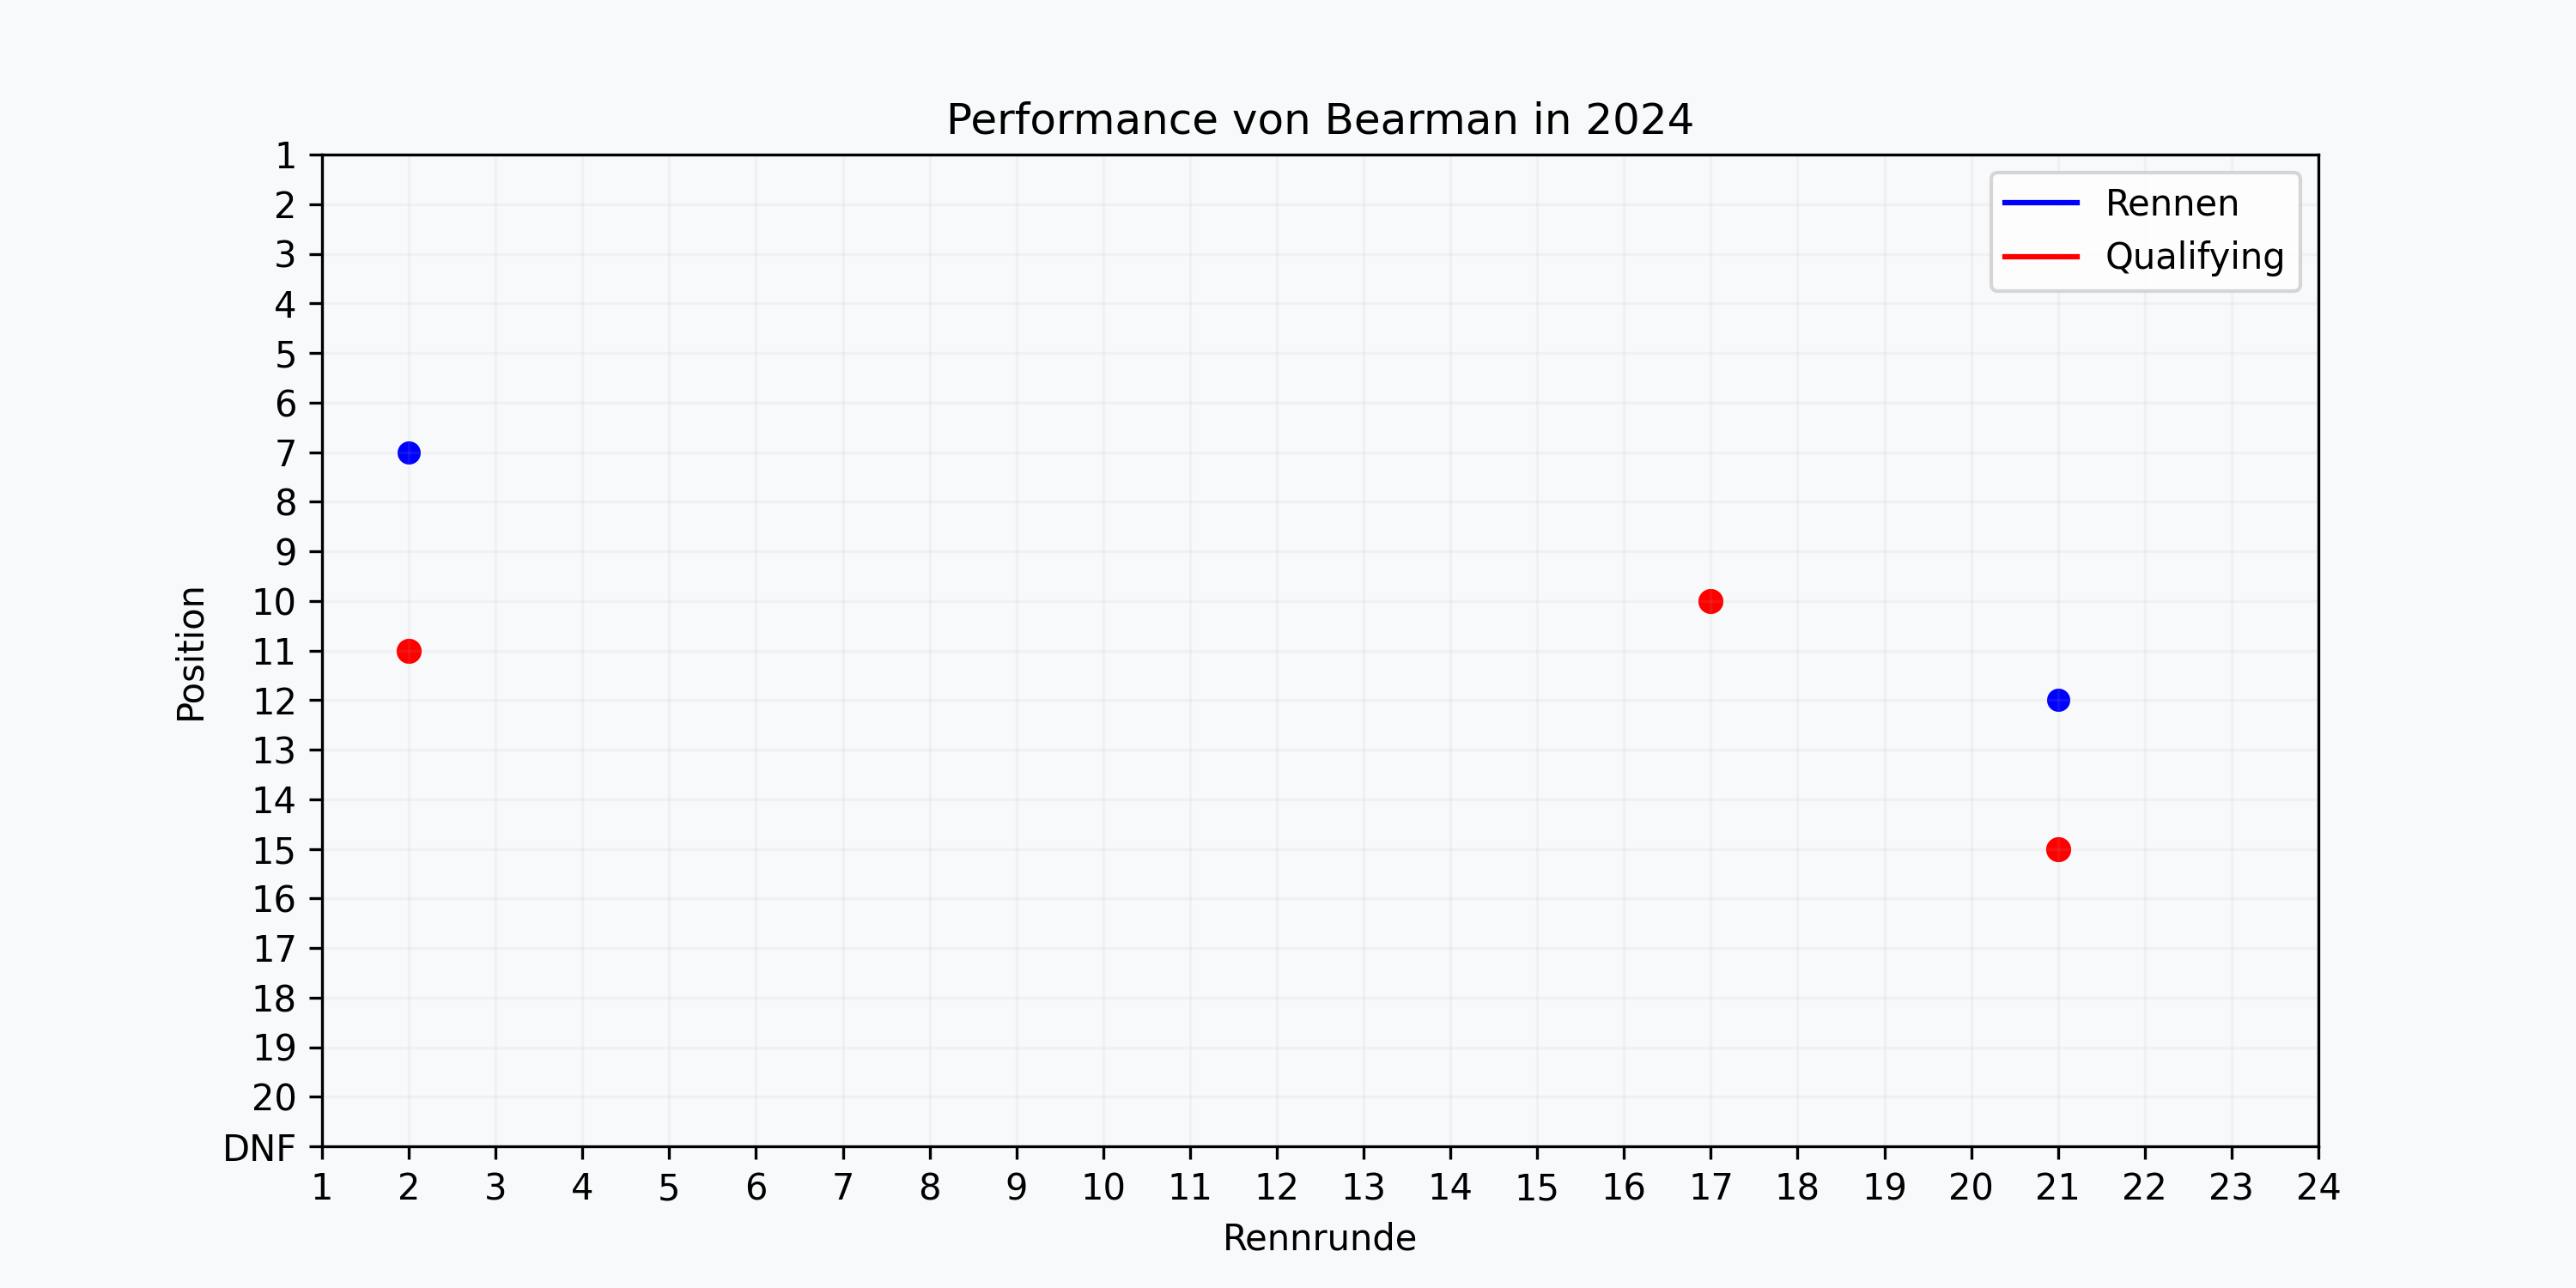 Performance von Bearman in 2024
Rennen
Qualifying
1
2
3
4
5
6
7
8
9
10
11
12
13
14
15
16
17
18
19
20
DNF
Position
1 2 3 4 5 6 7 8 9 10 11 12 13 14 15 16 17 18 19 20 21 22 23 24
Rennrunde